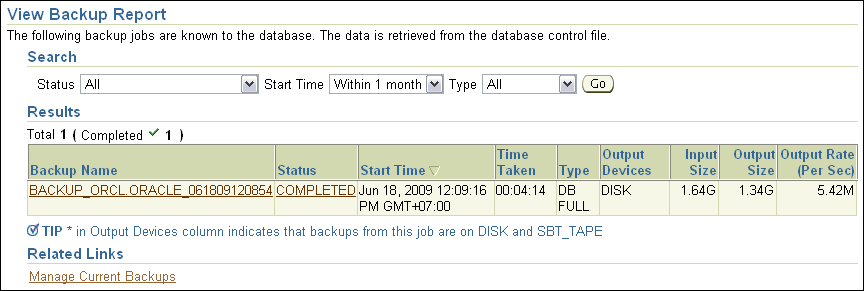 View Backup Report
The following backup jobs are known to the database. The data is retrieved from the database control file.
Search
Status All Start Time Within 1 month Type All Go
Results
Total 1 ( Completed ✓ 1 )
Backup Name Status Start Time ▽ Time Taken Type Output Devices Input Size Output Size Output Rate (Per Sec)
BACKUP_ORCL.ORACLE_061809120854 COMPLETED Jun 18, 2009 12:09:16 PM GMT+07:00 00:04:14 DB FULL DISK 1.64G 1.34G 5.42M
TIP * in Output Devices column indicates that backups from this job are on DISK and SBT_TAPE
Related Links
Manage Current Backups